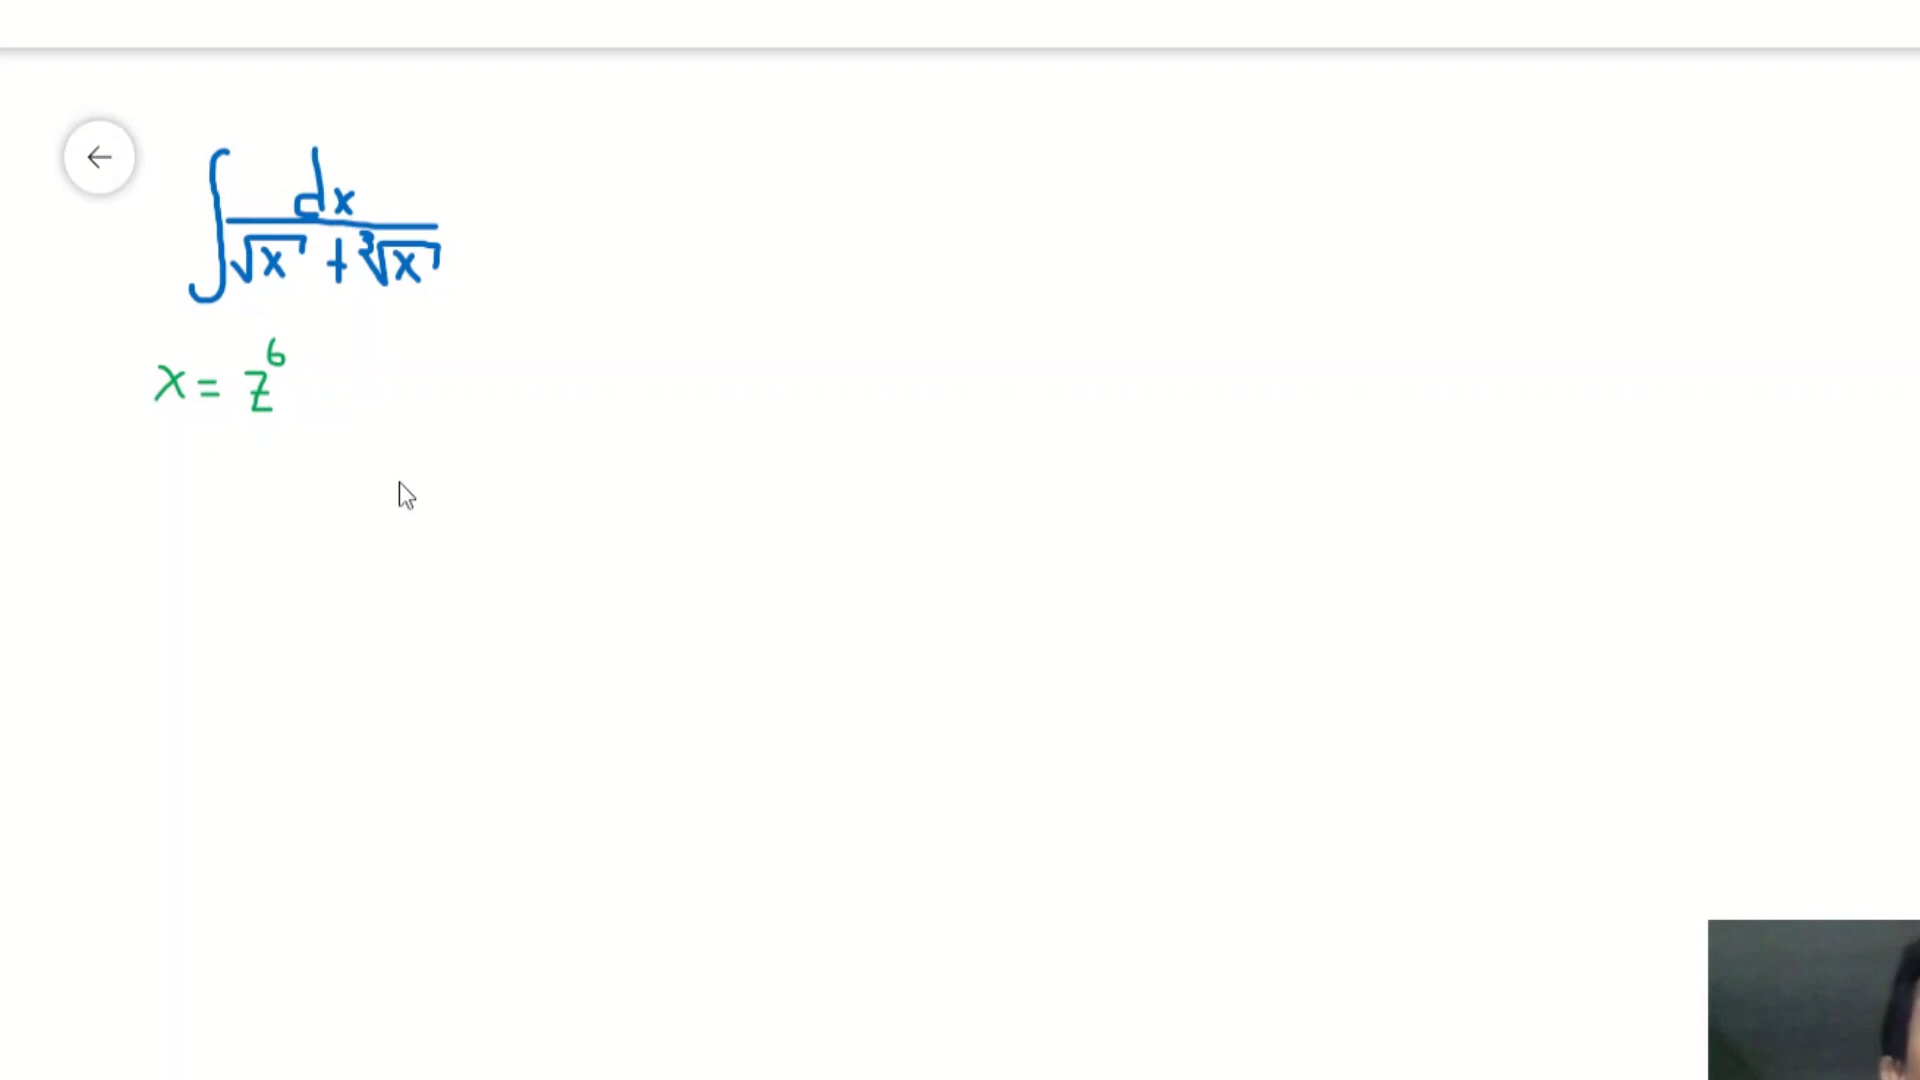 ∫ dx / (√x + ∛x)
x = z⁶